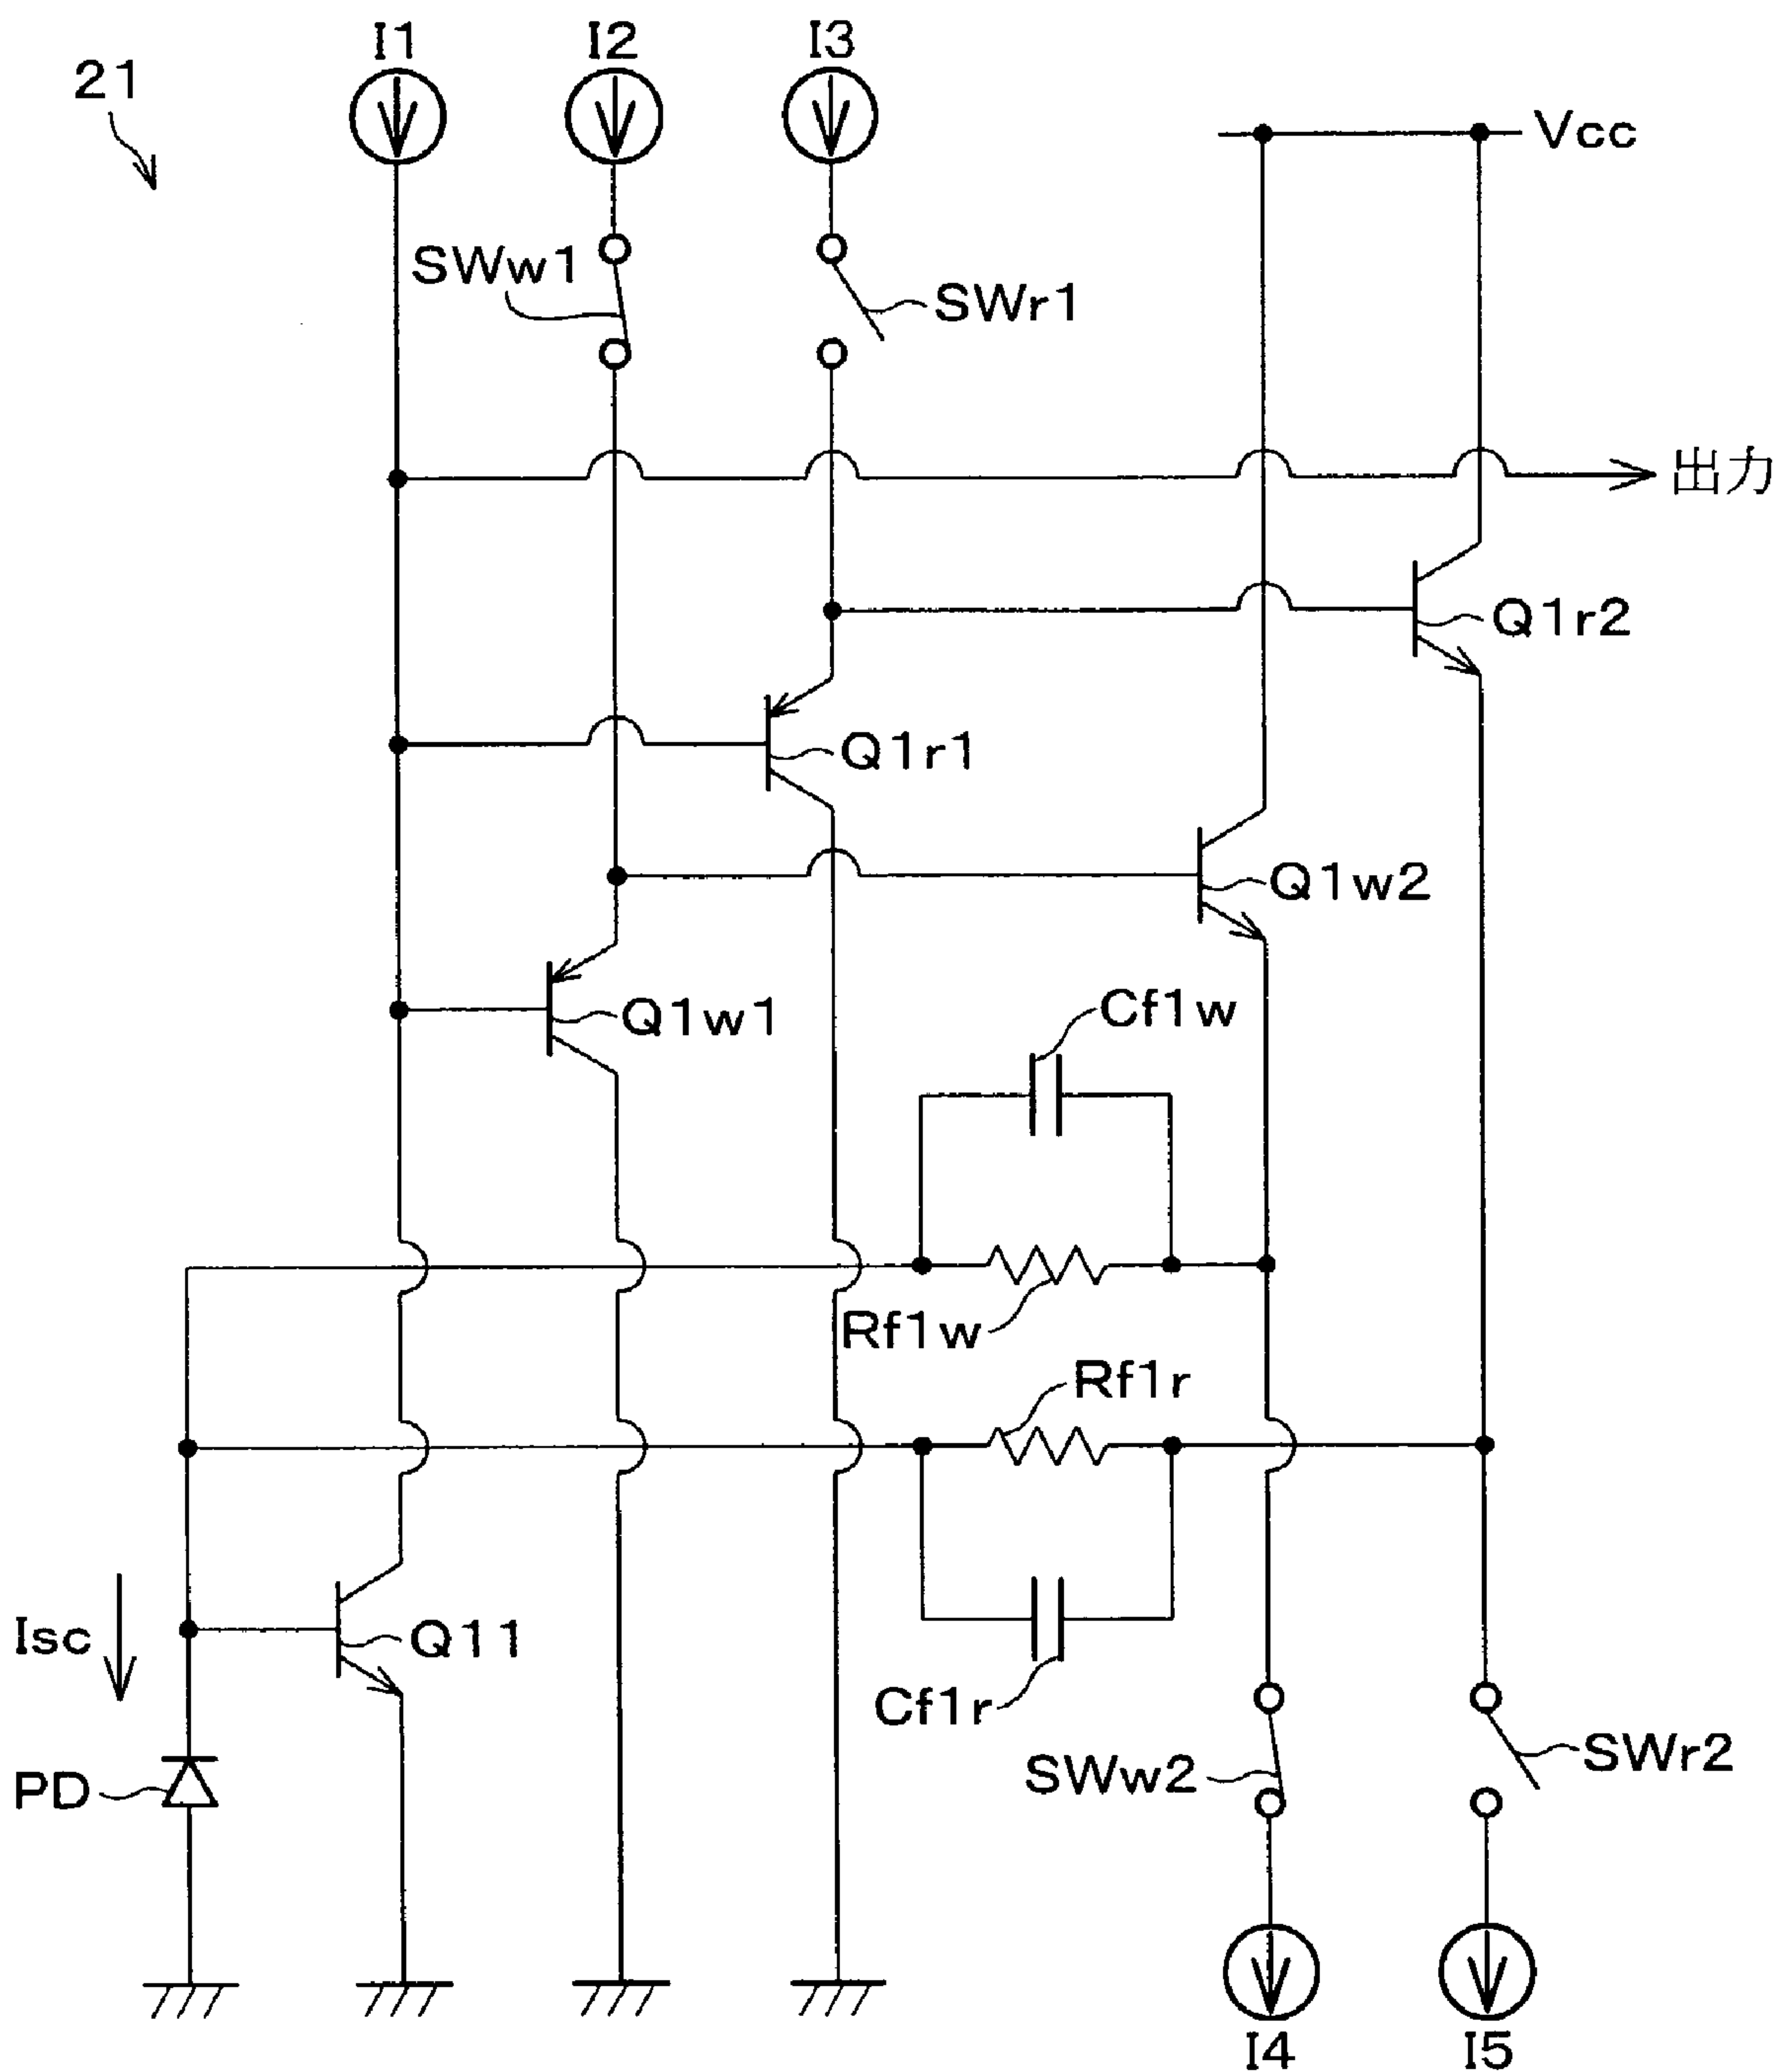 21
I1
I2
I3
Vcc
SWw1
SWr1
出力
Q1r2
Q1r1
Q1w2
Q1w1
Cf1w
Rf1w
Rf1r
Isc
Q11
Cf1r
PD
SWw2
SWr2
I4
I5